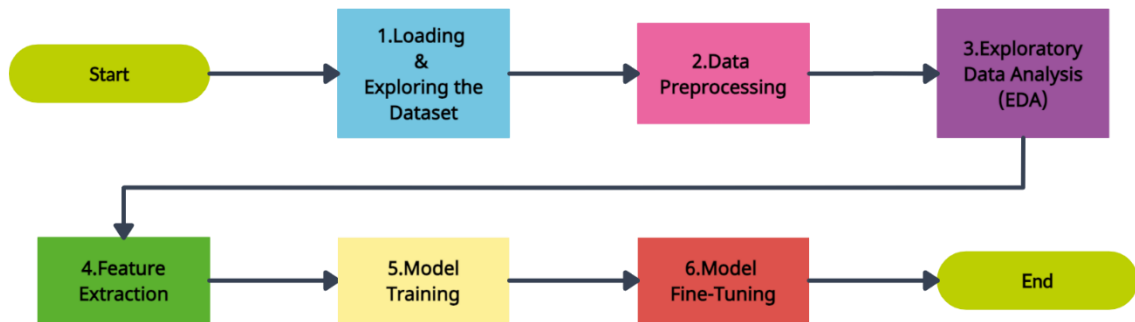 Start
1.Loading
&
Exploring the
Dataset
2.Data
Preprocessing
3.Exploratory
Data Analysis
(EDA)
4.Feature
Extraction
5.Model
Training
6.Model
Fine-Tuning
End